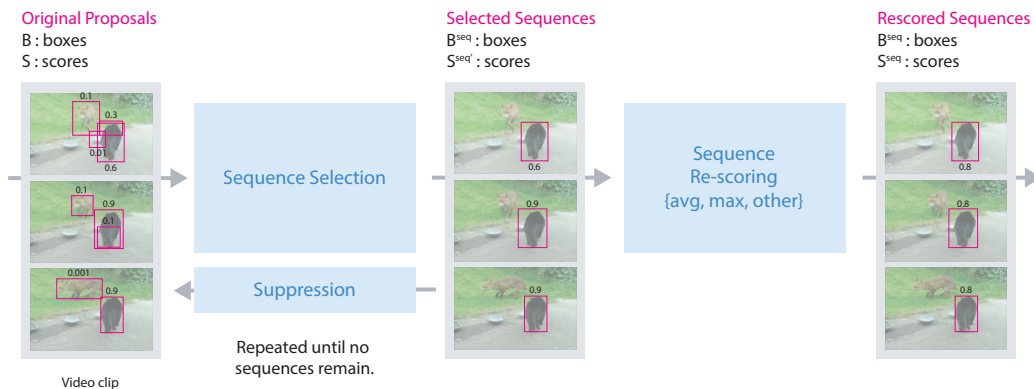 Original Proposals
B : boxes
S : scores
0.1
0.3
0.01
0.6
0.1
0.9
0.1
0.001
0.9
Video clip
Sequence Selection
Suppression
Repeated until no
sequences remain.
Selected Sequences
Bseq : boxes
Sseq' : scores
0.6
0.9
0.9
Sequence
Re-scoring
{avg, max, other}
Rescored Sequences
Bseq : boxes
Sseq : scores
0.8
0.8
0.8